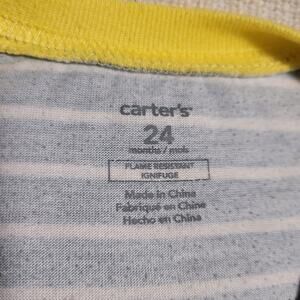 carter's
24
months / mois
FLAME RESISTANT
IGNIFUGE
Made in China
Fabriqué en Chine
Hecho en China